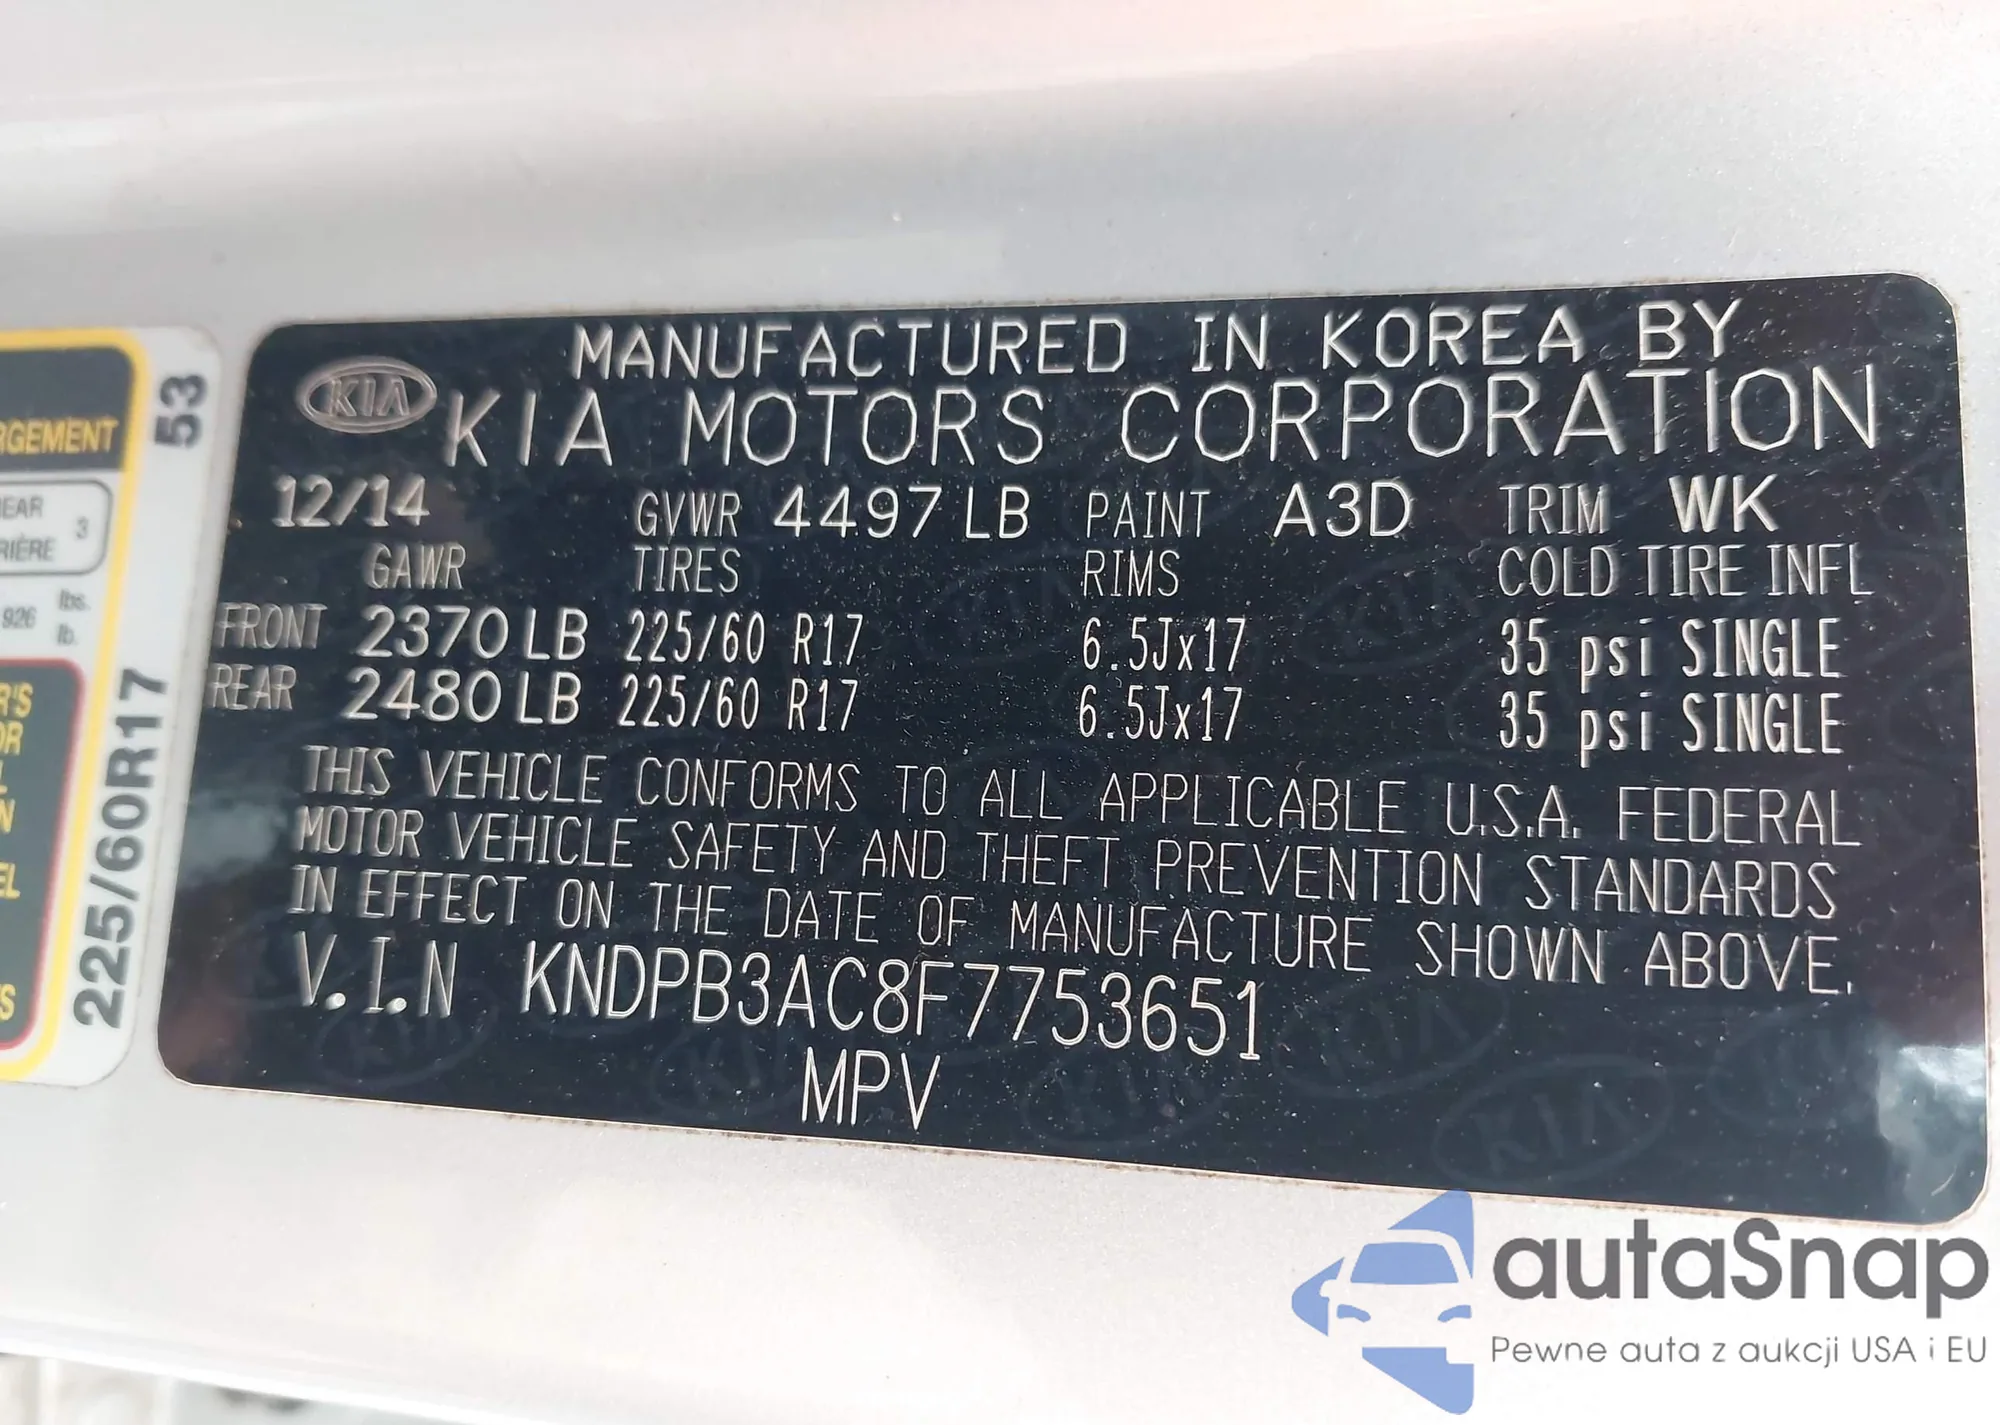 MANUFACTURED IN KOREA BY
KIA KIA MOTORS CORPORATION
12/14 GVWR 4497 LB PAINT A3D TRIM WK
GAWR TIRES RIMS COLD TIRE INFL
FRONT 2370 LB 225/60 R17 6.5Jx17 35 psi SINGLE
REAR 2480 LB 225/60 R17 6.5Jx17 35 psi SINGLE
THIS VEHICLE CONFORMS TO ALL APPLICABLE U.S.A. FEDERAL
MOTOR VEHICLE SAFETY AND THEFT PREVENTION STANDARDS
IN EFFECT ON THE DATE OF MANUFACTURE SHOWN ABOVE.
V.I.N KNDPB3AC8F7753651
MPV
3
926 lbs.
lb.
225/60R17 53
autaSnap
Pewne auta z aukcji USA i EU